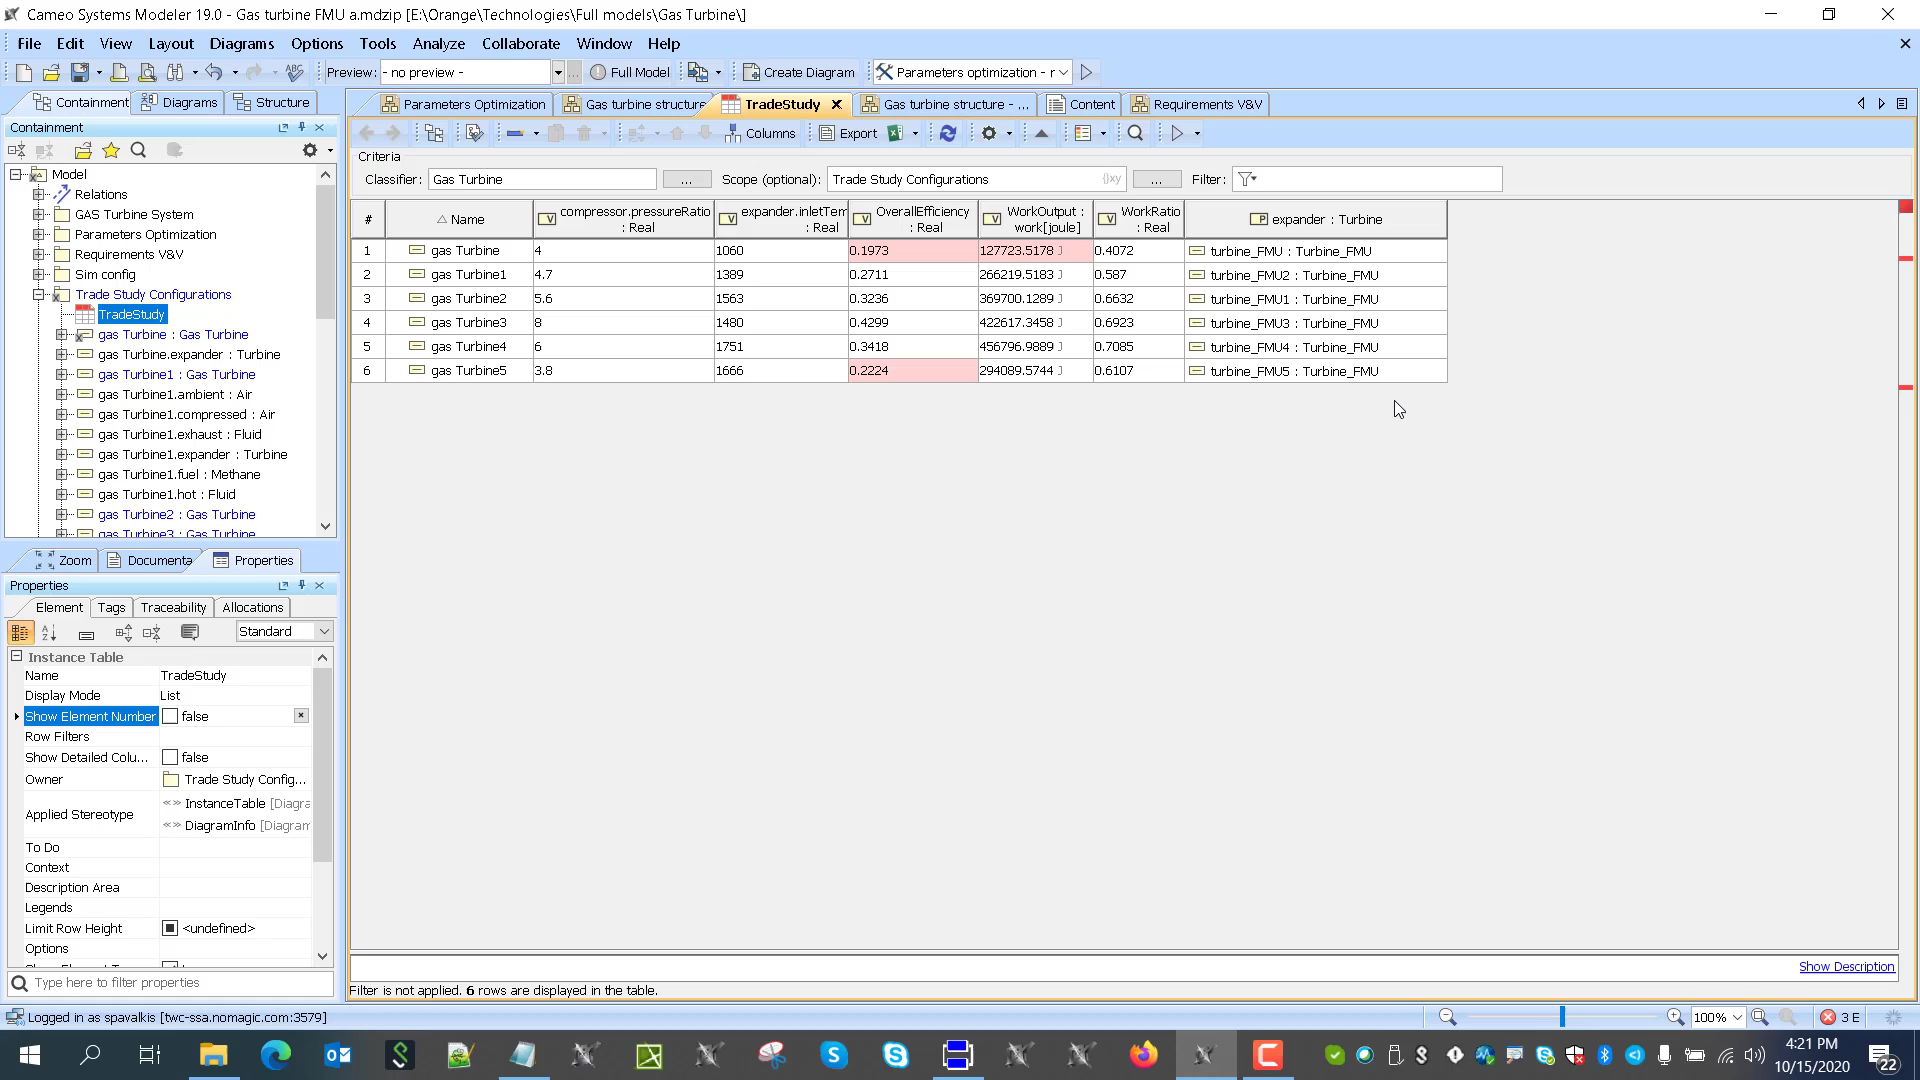 Cameo Systems Modeler 19.0 - Gas turbine FMU a.mdzip [E:\Orange\Technologies\Full models\Gas Turbine\]
File Edit View Layout Diagrams Options Tools Analyze Collaborate Window Help
Preview: - no preview - ... Full Model Create Diagram Parameters optimization - r
Containment Diagrams Structure
Parameters Optimization Gas turbine structure TradeStudy Gas turbine structure - ... Content Requirements V&V
Containment
Columns Export
Criteria
Classifier: Gas Turbine ... Scope (optional): Trade Study Configurations {}xy ... Filter:
Model
Relations
GAS Turbine System
Parameters Optimization
Requirements V&V
Sim config
Trade Study Configurations
TradeStudy
gas Turbine : Gas Turbine
gas Turbine.expander : Turbine
gas Turbine1 : Gas Turbine
gas Turbine1.ambient : Air
gas Turbine1.compressed : Air
gas Turbine1.exhaust : Fluid
gas Turbine1.expander : Turbine
gas Turbine1.fuel : Methane
gas Turbine1.hot : Fluid
gas Turbine2 : Gas Turbine
gas Turbine3 : Gas Turbine
# Name compressor.pressureRatio : Real expander.inletTem : Real OverallEfficiency : Real WorkOutput : work[joule] WorkRatio : Real expander : Turbine
1 gas Turbine 4 1060 0.1973 127723.5178 J 0.4072 turbine_FMU : Turbine_FMU
2 gas Turbine1 4.7 1389 0.2711 266219.5183 J 0.587 turbine_FMU2 : Turbine_FMU
3 gas Turbine2 5.6 1563 0.3236 369700.1289 J 0.6632 turbine_FMU1 : Turbine_FMU
4 gas Turbine3 8 1480 0.4299 422617.3458 J 0.6923 turbine_FMU3 : Turbine_FMU
5 gas Turbine4 6 1751 0.3418 456796.9889 J 0.7085 turbine_FMU4 : Turbine_FMU
6 gas Turbine5 3.8 1666 0.2224 294089.5744 J 0.6107 turbine_FMU5 : Turbine_FMU
Zoom Documenta Properties
Properties
Element Tags Traceability Allocations
Standard
Instance Table
Name TradeStudy
Display Mode List
Show Element Number false
Row Filters
Show Detailed Colu... false
Owner Trade Study Config...
Applied Stereotype
«» InstanceTable [Diagra
«» DiagramInfo [Diagram
To Do
Context
Description Area
Legends
Limit Row Height <undefined>
Options
Type here to filter properties
Show Description
Filter is not applied. 6 rows are displayed in the table.
Logged in as spavalkis [twc-ssa.nomagic.com:3579]
100% 3 E
4:21 PM
10/15/2020
22